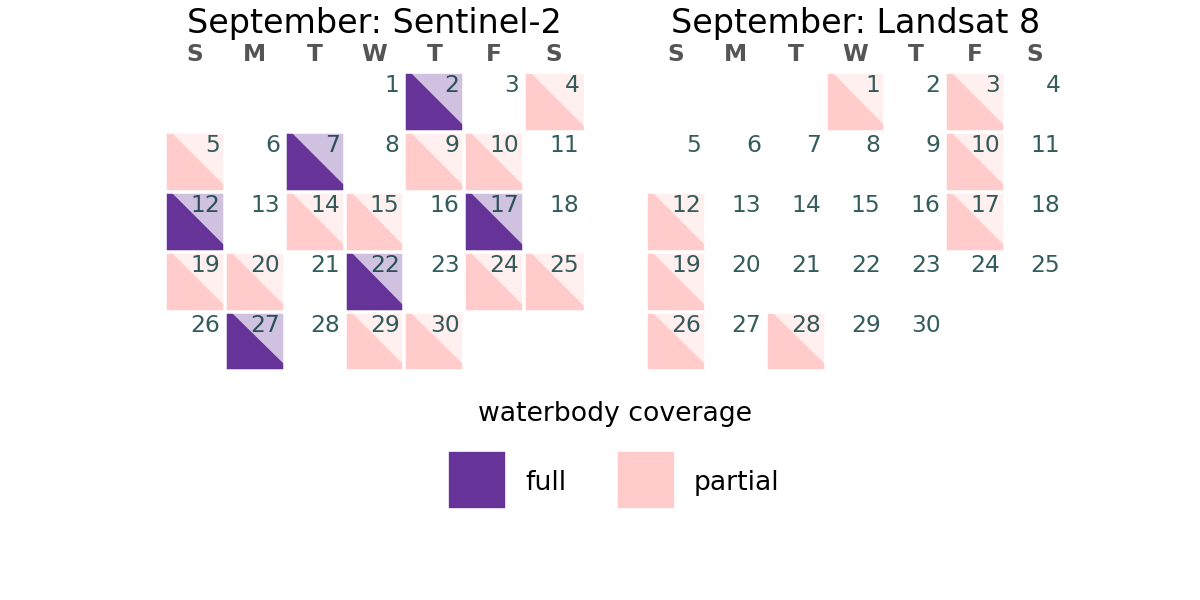 September: Sentinel-2
S M T W T F S
1 2 3 4
5 6 7 8 9 10 11
12 13 14 15 16 17 18
19 20 21 22 23 24 25
26 27 28 29 30
September: Landsat 8
S M T W T F S
1 2 3 4
5 6 7 8 9 10 11
12 13 14 15 16 17 18
19 20 21 22 23 24 25
26 27 28 29 30
waterbody coverage
full partial